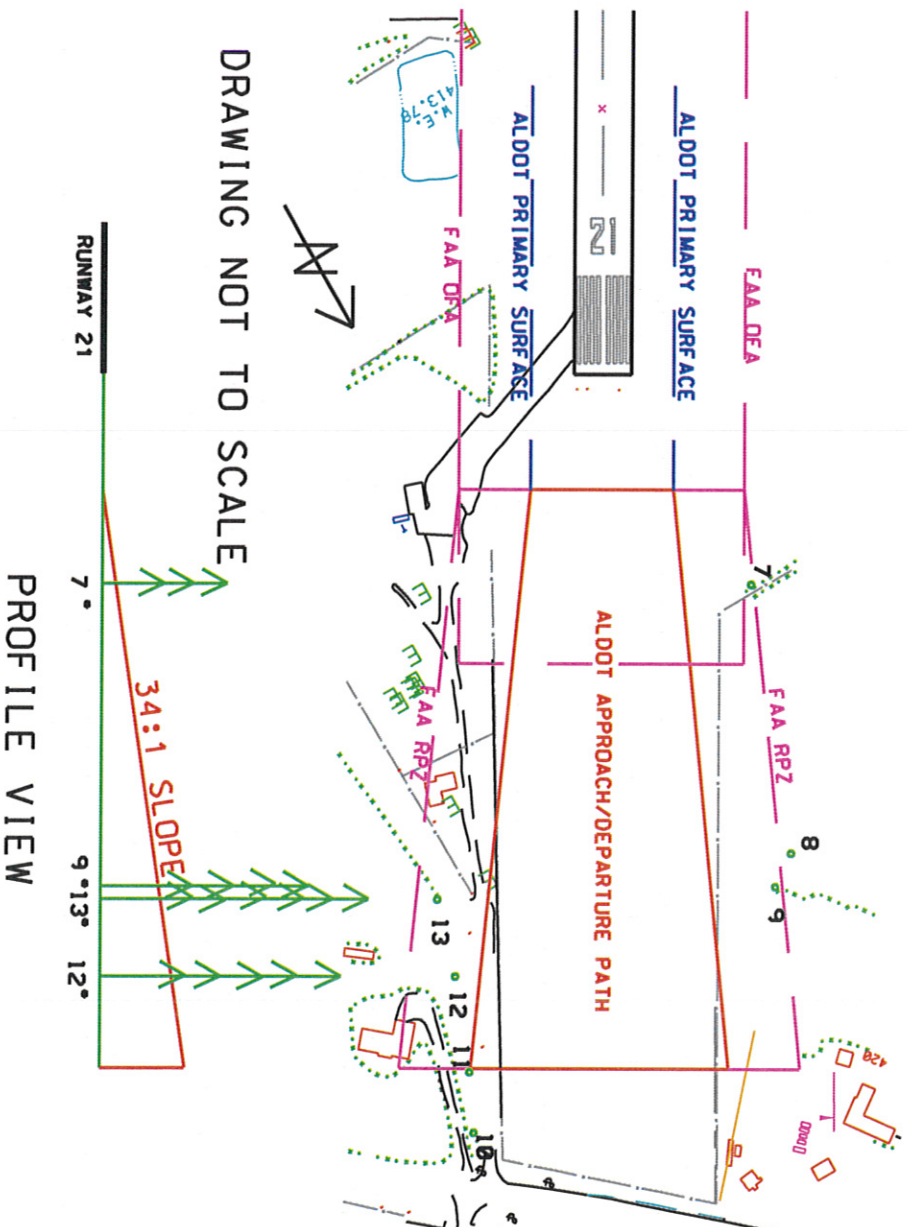 DRAWING NOT TO SCALE
N
W.E.
413.78
ALDOT PRIMARY SURFACE
ALDOT PRIMARY SURFACE
FAA OFA
FAA OFA
21
x
ALDOT APPROACH/DEPARTURE PATH
FAA RPZ
FAA RPZ
7
8
9
13
12
11
10
420
RUNWAY 21
7 *
34:1 SLOPE
9 *13*
12*
PROFILE VIEW